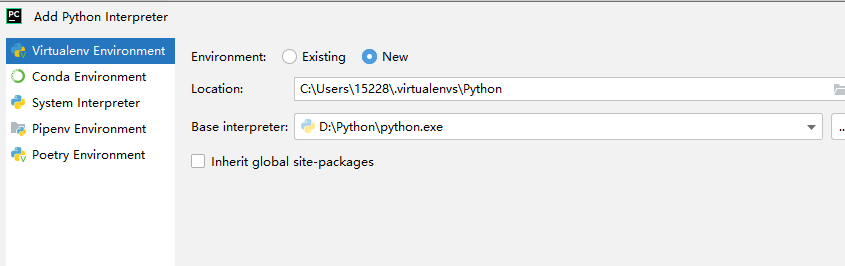 PC Add Python Interpreter
Virtualenv Environment
Conda Environment
System Interpreter
Pipenv Environment
Poetry Environment
Environment: Existing New
Location: C:\Users\15228\.virtualenvs\Python
Base interpreter: D:\Python\python.exe ..
Inherit global site-packages